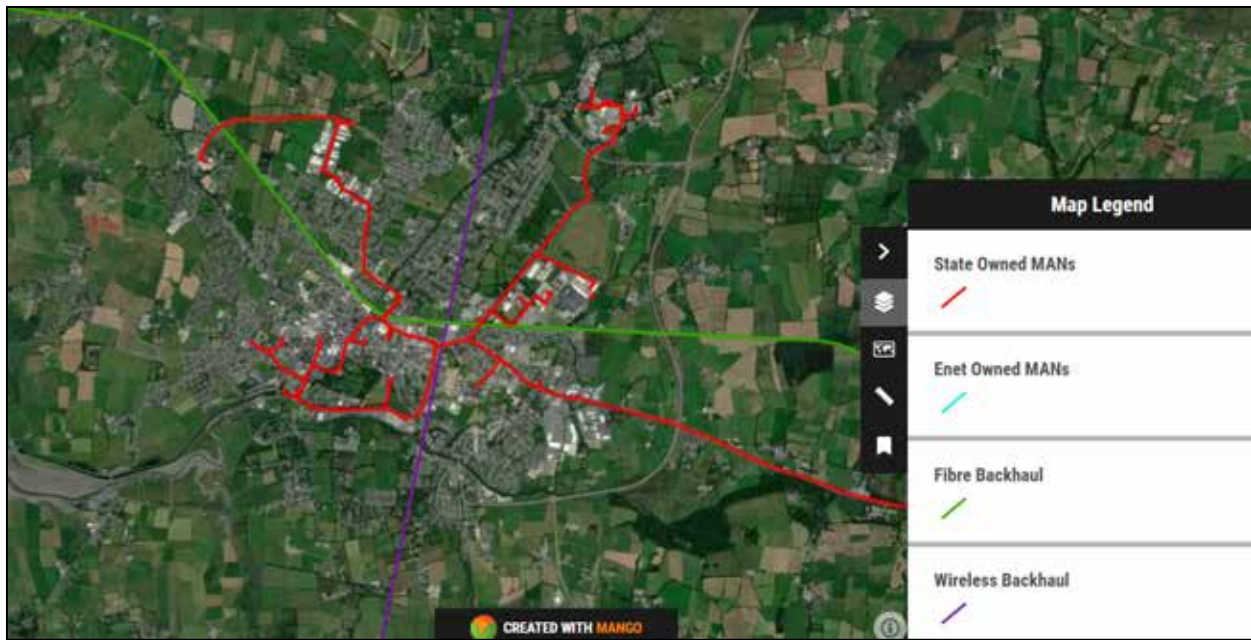 Map Legend
State Owned MANs
Enet Owned MANs
Fibre Backhaul
Wireless Backhaul
CREATED WITH MANGO